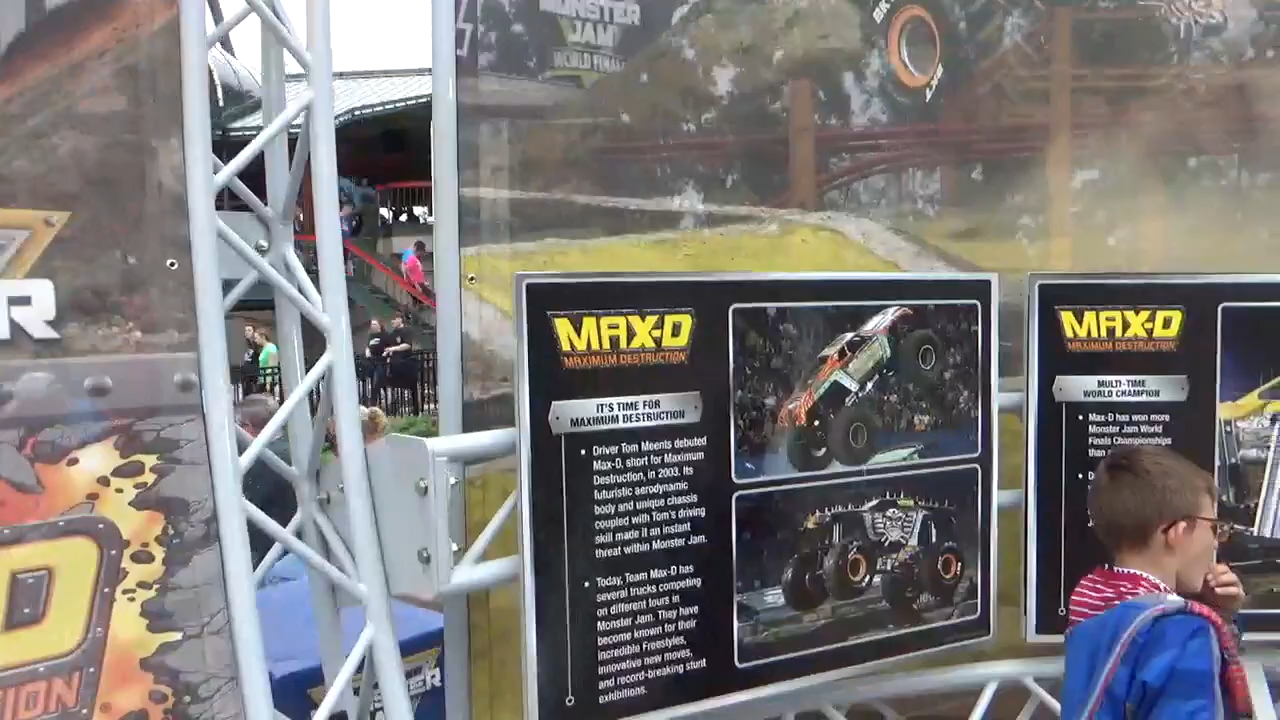 MONSTER
JAM
WORLD FINALS
R
D
MAX-D
MAXIMUM DESTRUCTION
IT'S TIME FOR
MAXIMUM DESTRUCTION
• Driver Tom Meents debuted
Max-D, short for Maximum
Destruction, in 2003. Its
futuristic aerodynamic
body and unique chassis
coupled with Tom's driving
skill made it an instant
threat within Monster Jam.
• Today, Team Max-D has
several trucks competing
on different tours in
Monster Jam. They have
become known for their
incredible Freestyles,
innovative new moves,
and record-breaking stunt
exhibitions.
MAX-D
MAXIMUM DESTRUCTION
MULTI-TIME
WORLD CHAMPION
• Max-D has won more
Monster Jam World
Finals Championships
than